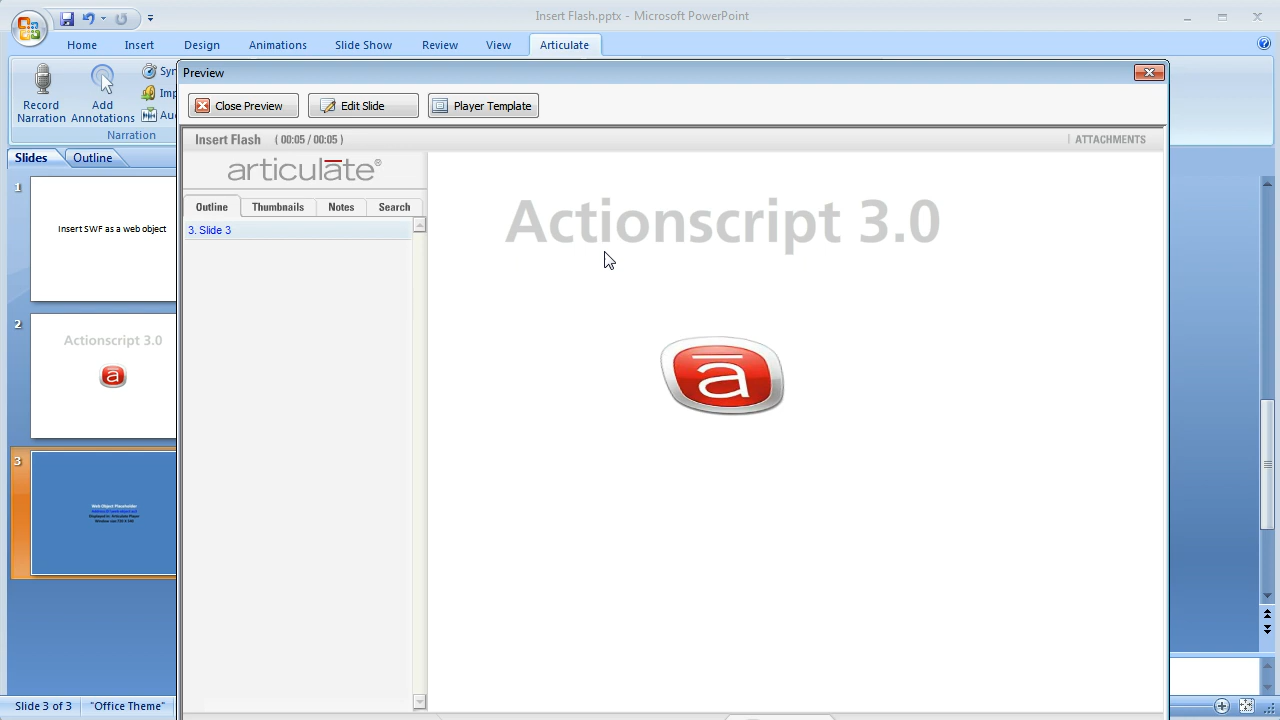 Insert Flash.pptx - Microsoft PowerPoint
Home Insert Design Animations Slide Show Review View Articulate
Record Narration
Add Annotations
Narration
Slides Outline
1
Insert SWF as a web object
2
Actionscript 3.0
a
3
Web Object Placeholder
Slide 3 of 3 "Office Theme"
Preview
Close Preview Edit Slide Player Template
Insert Flash ( 00:05 / 00:05 ) ATTACHMENTS
articulate®
Outline Thumbnails Notes Search
3. Slide 3
Actionscript 3.0
ā